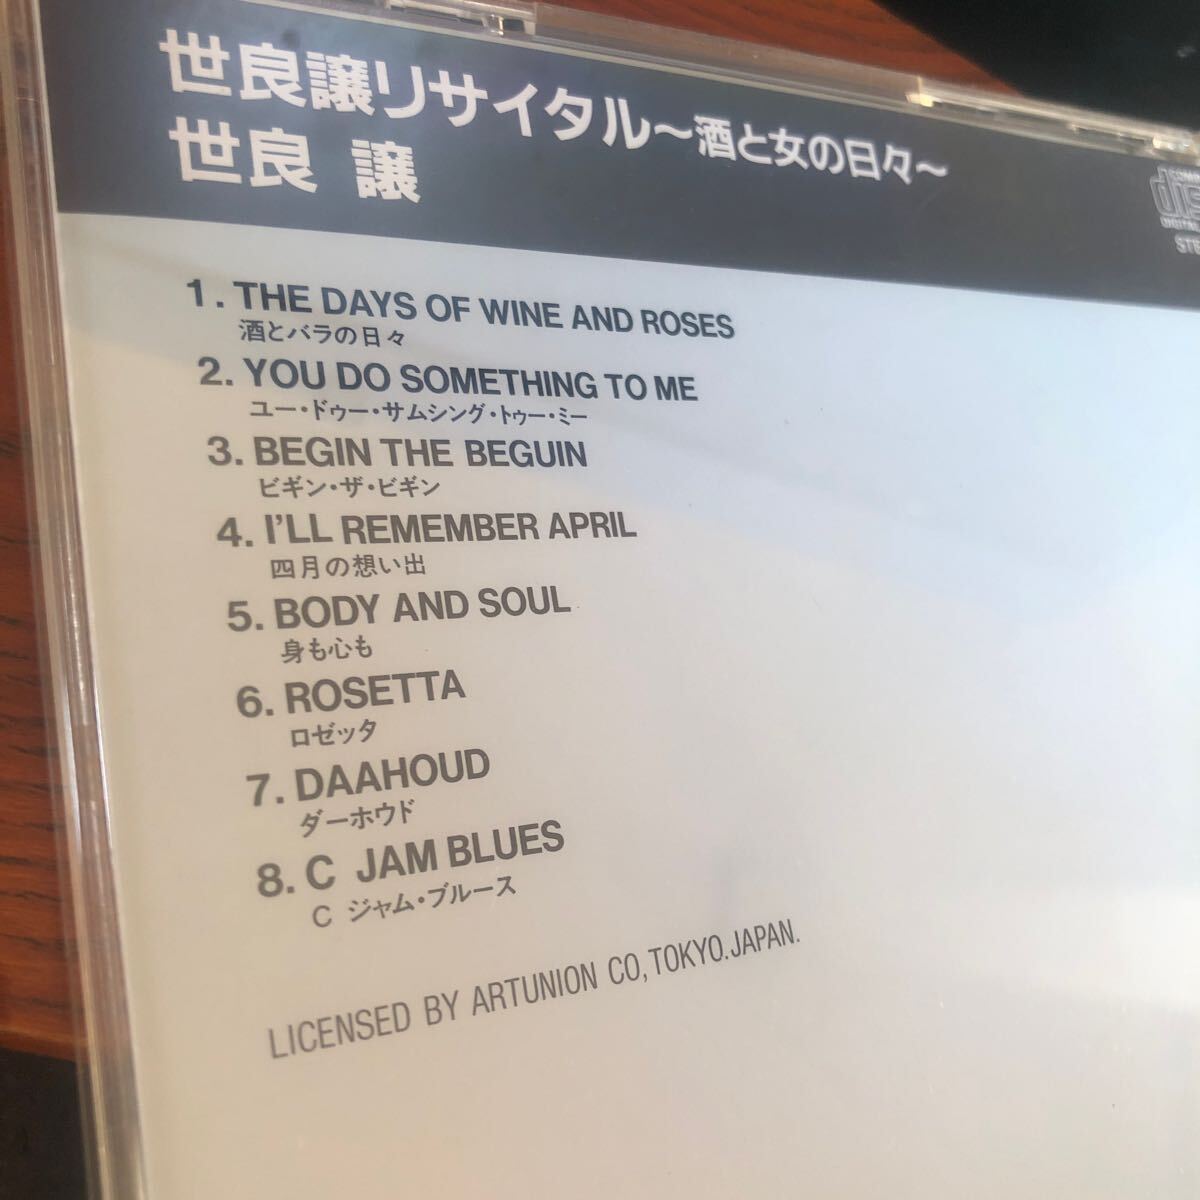 世良譲リサイタル〜酒と女の日々〜
世良 譲
1. THE DAYS OF WINE AND ROSES
酒とバラの日々
2. YOU DO SOMETHING TO ME
ユー・ドゥー・サムシング・トゥー・ミー
3. BEGIN THE BEGUIN
ビギン・ザ・ビギン
4. I'LL REMEMBER APRIL
四月の想い出
5. BODY AND SOUL
身も心も
6. ROSETTA
ロゼッタ
7. DAAHOUD
ダーホウド
8. C JAM BLUES
C ジャム・ブルース
LICENSED BY ARTUNION CO,TOKYO.JAPAN.